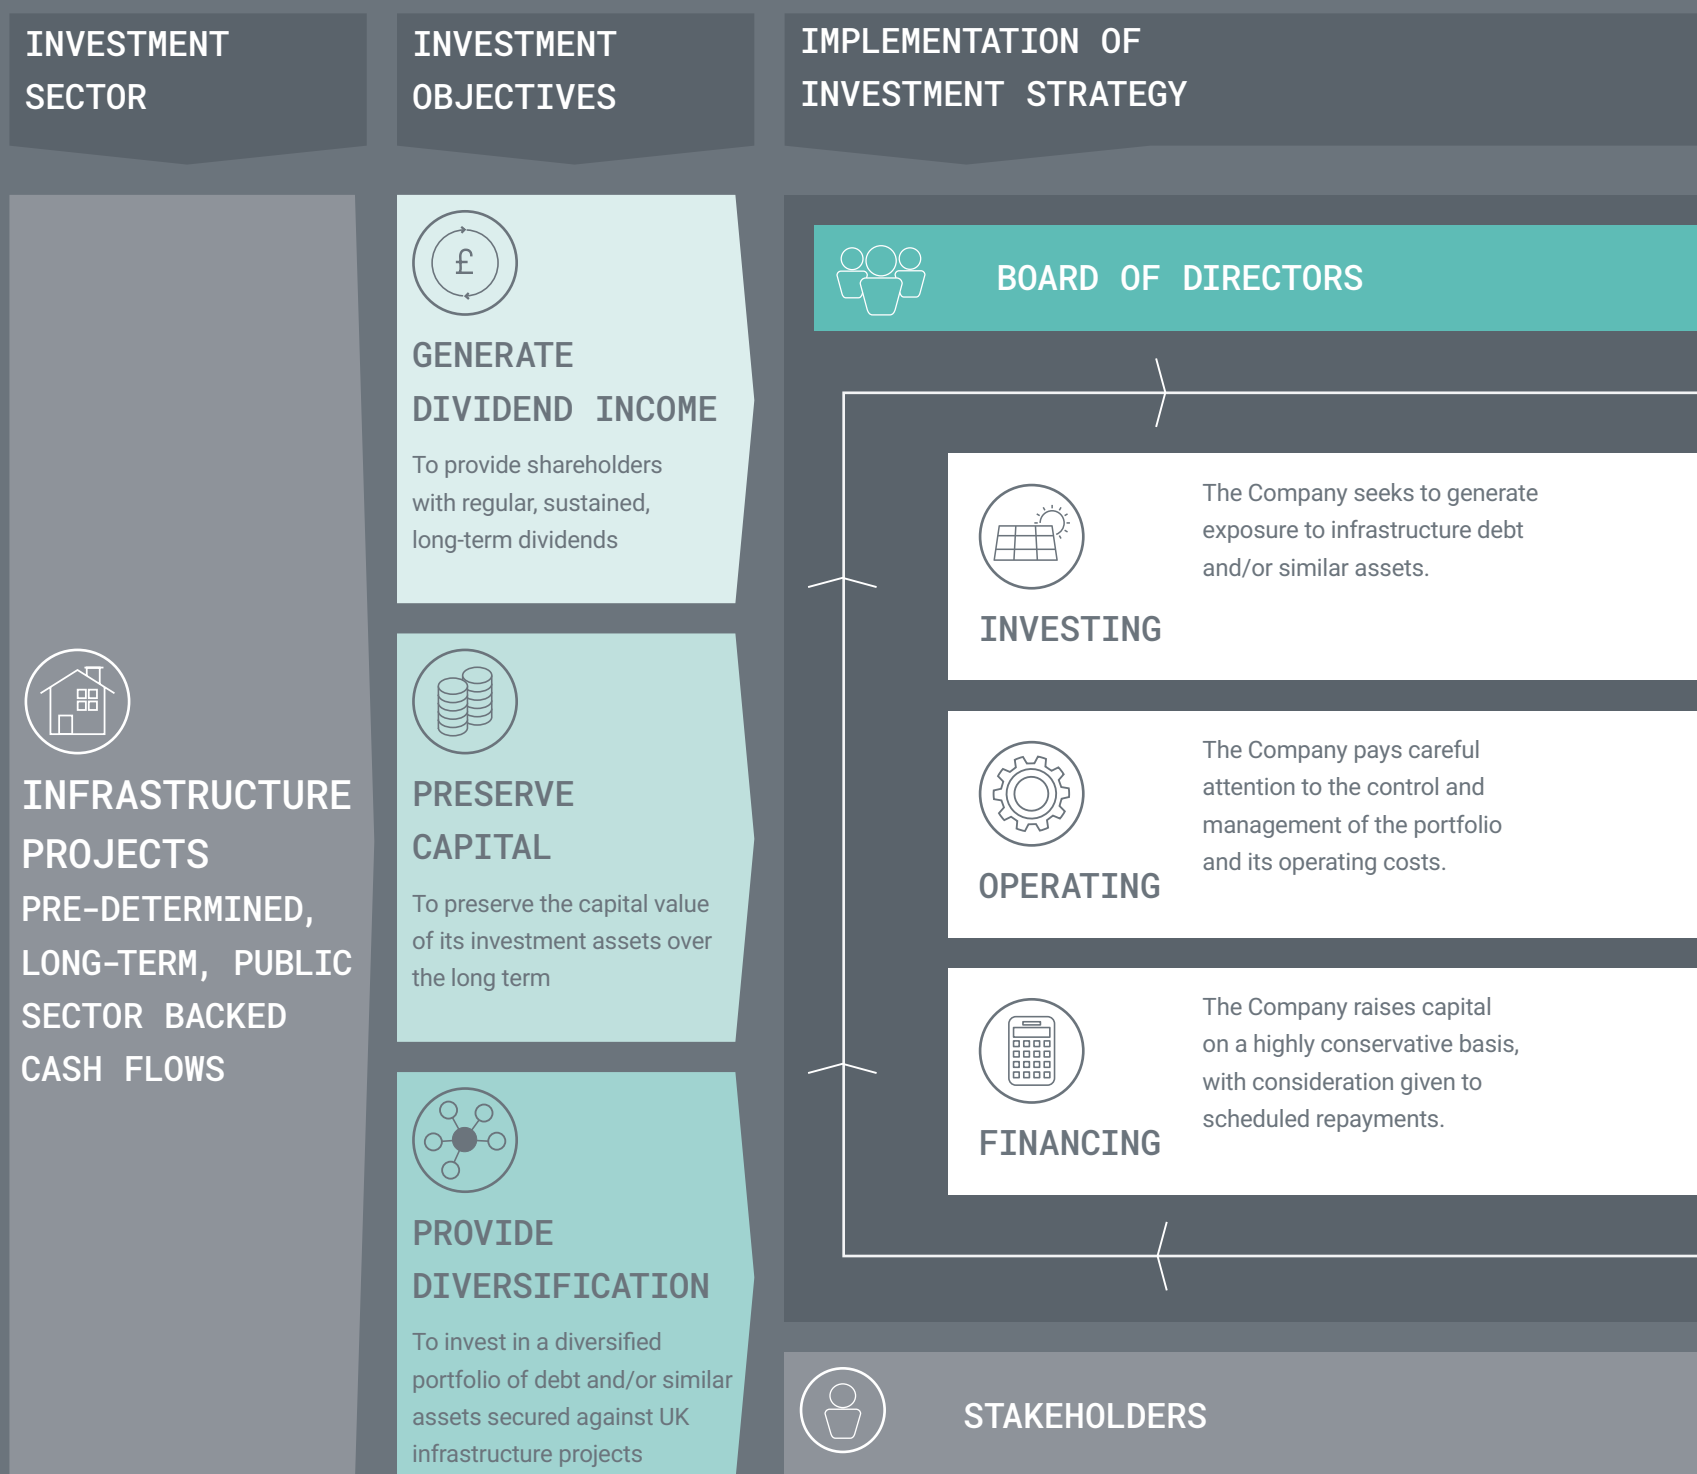 INVESTMENT
SECTOR
INVESTMENT
OBJECTIVES
IMPLEMENTATION OF
INVESTMENT STRATEGY
INFRASTRUCTURE
PROJECTS
PRE-DETERMINED,
LONG-TERM, PUBLIC
SECTOR BACKED
CASH FLOWS
£
GENERATE
DIVIDEND INCOME
To provide shareholders
with regular, sustained,
long-term dividends
PRESERVE
CAPITAL
To preserve the capital value
of its investment assets over
the long term
PROVIDE
DIVERSIFICATION
To invest in a diversified
portfolio of debt and/or similar
assets secured against UK
infrastructure projects
BOARD OF DIRECTORS
INVESTING
The Company seeks to generate
exposure to infrastructure debt
and/or similar assets.
OPERATING
The Company pays careful
attention to the control and
management of the portfolio
and its operating costs.
FINANCING
The Company raises capital
on a highly conservative basis,
with consideration given to
scheduled repayments.
STAKEHOLDERS